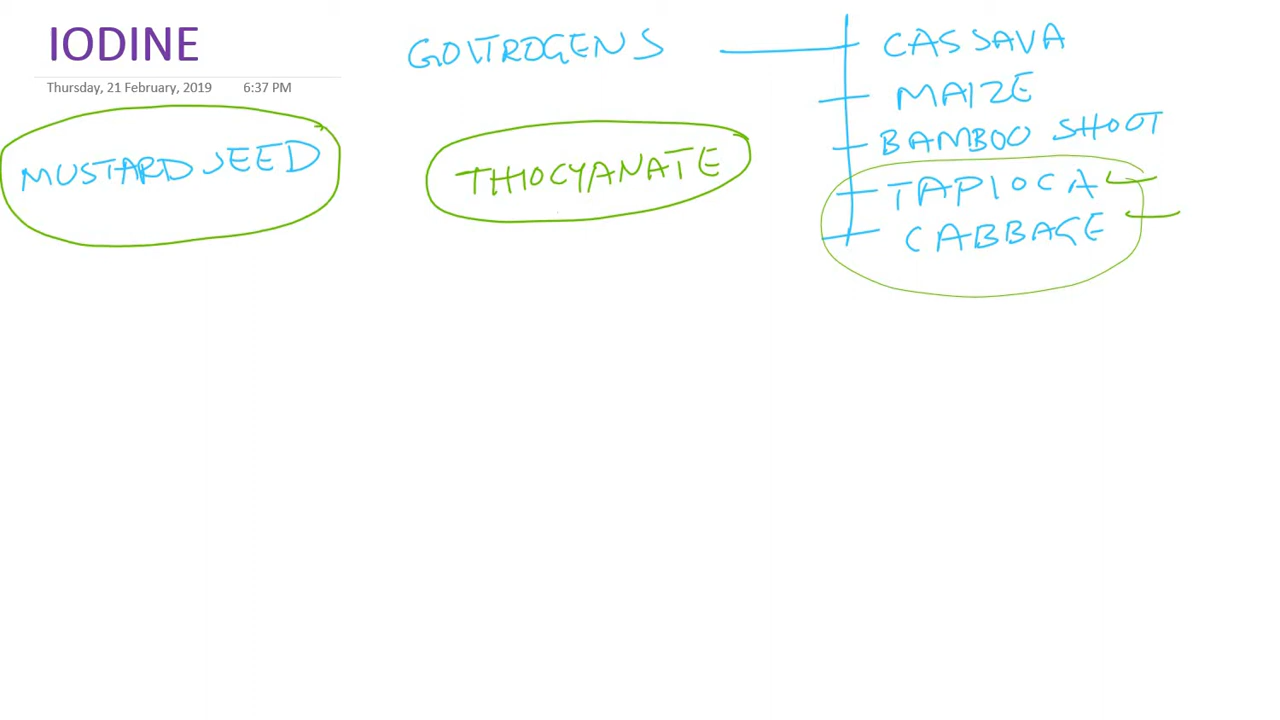 IODINE
Thursday, 21 February, 2019 6:37 PM
GOITROGENS
CASSAVA
MAIZE
BAMBOO SHOOT
TAPIOCA
CABBAGE
MUSTARD SEED
THIOCYANATE